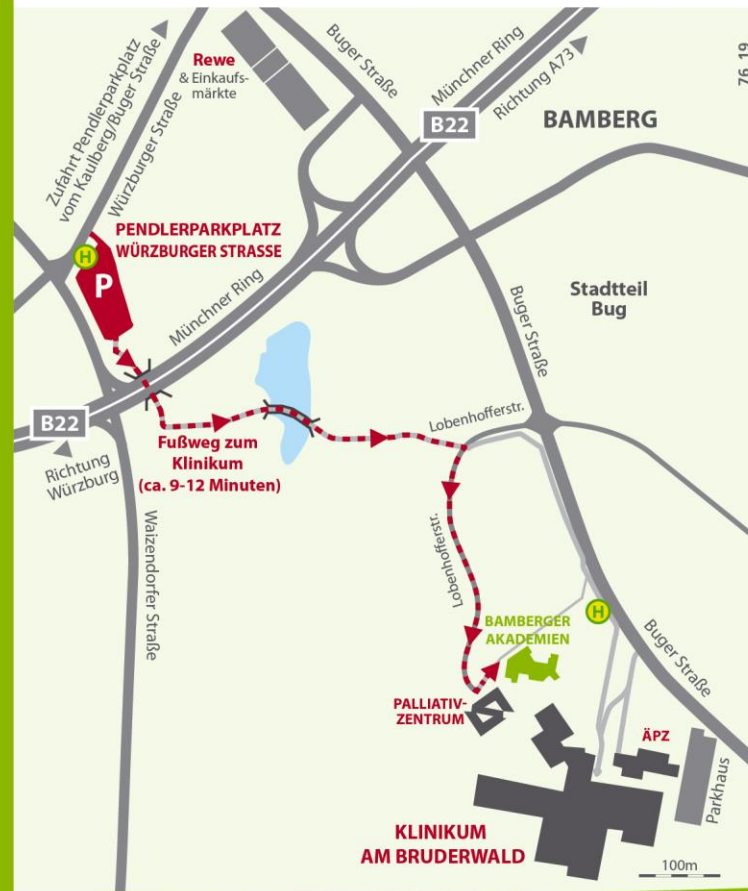 Zufahrt Pendlerparkplatz
vom Kaulberg/Buger Straße
Würzburger Straße
Rewe
& Einkaufs-
märkte
Buger Straße
Münchner Ring
Richtung A73
76 19
B22
BAMBERG
PENDLERPARKPLATZ
WÜRZBURGER STRASSE
H
P
Münchner Ring
Stadtteil
Bug
Buger Straße
B22
Richtung
Würzburg
Fußweg zum
Klinikum
(ca. 9-12 Minuten)
Lobenhofferstr.
Waizendorfer Straße
Lobenhofferstr.
H
BAMBERGER
AKADEMIEN
Buger Straße
PALLIATIV-
ZENTRUM
ÄPZ
Parkhaus
KLINIKUM
AM BRUDERWALD
100m